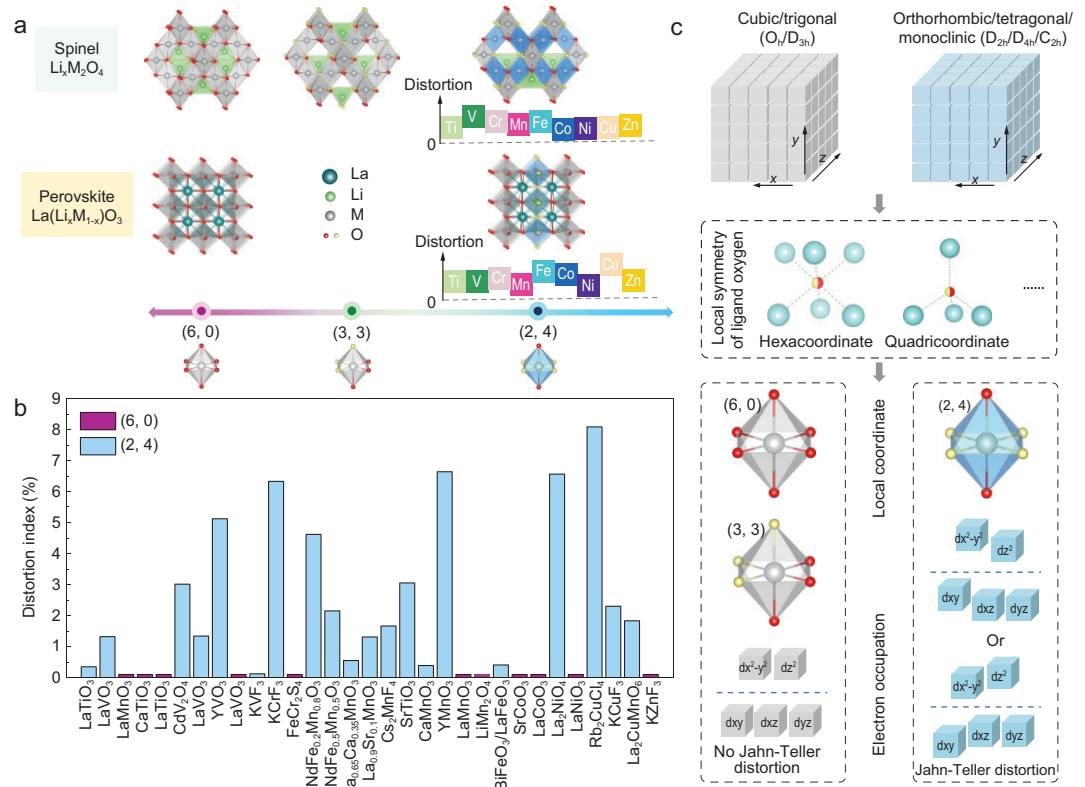 a
Spinel
LiₓM₂O₄
Distortion
Ti V Cr Mn Fe Co Ni Cu Zn
0
Perovskite
La(LiₓM₁₋ₓ)O₃
La
Li
M
O
Distortion
Ti V Cr Mn Fe Co Ni Cu Zn
0
(6, 0) (3, 3) (2, 4)
b
Distortion index (%)
9
8
7
6
5
4
3
2
1
0
(6, 0)
(2, 4)
LaTiO₃
LaVO₃
LaMnO₃
CaTiO₃
LaTiO₃
CdV₂O₄
LaVO₃
YVO₃
LaVO₃
KVF₃
KCrF₃
FeCr₂S₄
NdFe₀.₂Mn₀.₈O₃
NdFe₀.₅Mn₀.₅O₃
a₀.₆₅Ca₀.₃₅MnO₃
La₀.₉Sr₀.₁MnO₃
Cs₂MnF₄
SrTiO₃
CaMnO₃
YMnO₃
LaMnO₃
LiMn₂O₄
BiFeO₃/LaFeO₃
SrCoO₃
LaCoO₃
La₂NiO₄
LaNiO₃
Rb₂CuCl₄
KCuF₃
La₂CuMnO₆
KZnF₃
c
Cubic/trigonal
(Oₕ/D₃ₕ)
Orthorhombic/tetragonal/
monoclinic (D₂ₕ/D₄ₕ/C₂ₕ)
y
z
x
y
z
x
Local symmetry
of ligand oxygen
Hexacoordinate
Quadricoordinate
......
Local coordinate
Electron occupation
(6, 0)
(3, 3)
dx²-y² dz²
dxy dxz dyz
No Jahn-Teller
distortion
(2, 4)
dx²-y² dz²
dxy dxz dyz
Or
dx²-y² dz²
dxy dxz dyz
Jahn-Teller distortion